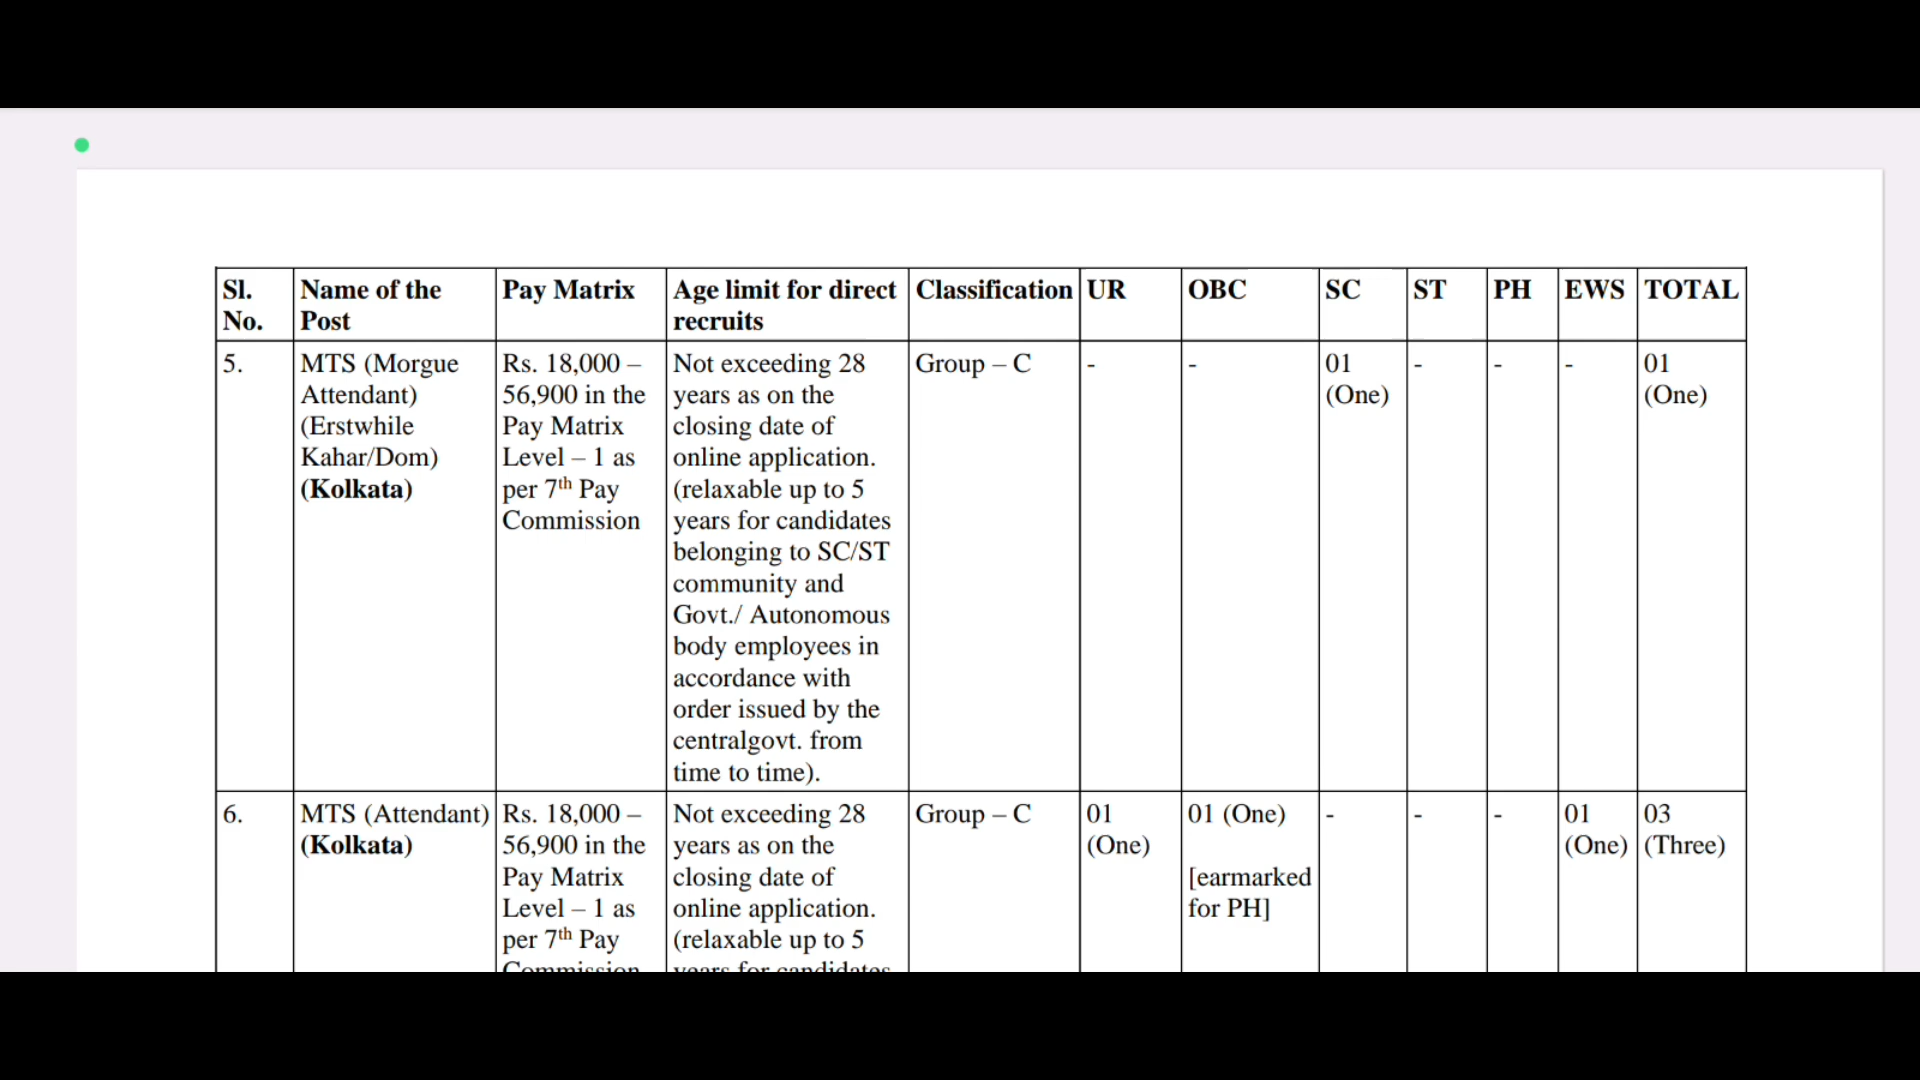 Sl. No. | Name of the Post | Pay Matrix | Age limit for direct recruits | Classification | UR | OBC | SC | ST | PH | EWS | TOTAL
5. | MTS (Morgue Attendant) (Erstwhile Kahar/Dom) (Kolkata) | Rs. 18,000 – 56,900 in the Pay Matrix Level – 1 as per 7th Pay Commission | Not exceeding 28 years as on the closing date of online application. (relaxable up to 5 years for candidates belonging to SC/ST community and Govt./ Autonomous body employees in accordance with order issued by the centralgovt. from time to time). | Group – C | - | - | 01 (One) | - | - | - | 01 (One)
6. | MTS (Attendant) (Kolkata) | Rs. 18,000 – 56,900 in the Pay Matrix Level – 1 as per 7th Pay Commission | Not exceeding 28 years as on the closing date of online application. (relaxable up to 5 years for candidates | Group – C | 01 (One) | 01 (One) [earmarked for PH] | - | - | - | 01 (One) | 03 (Three)